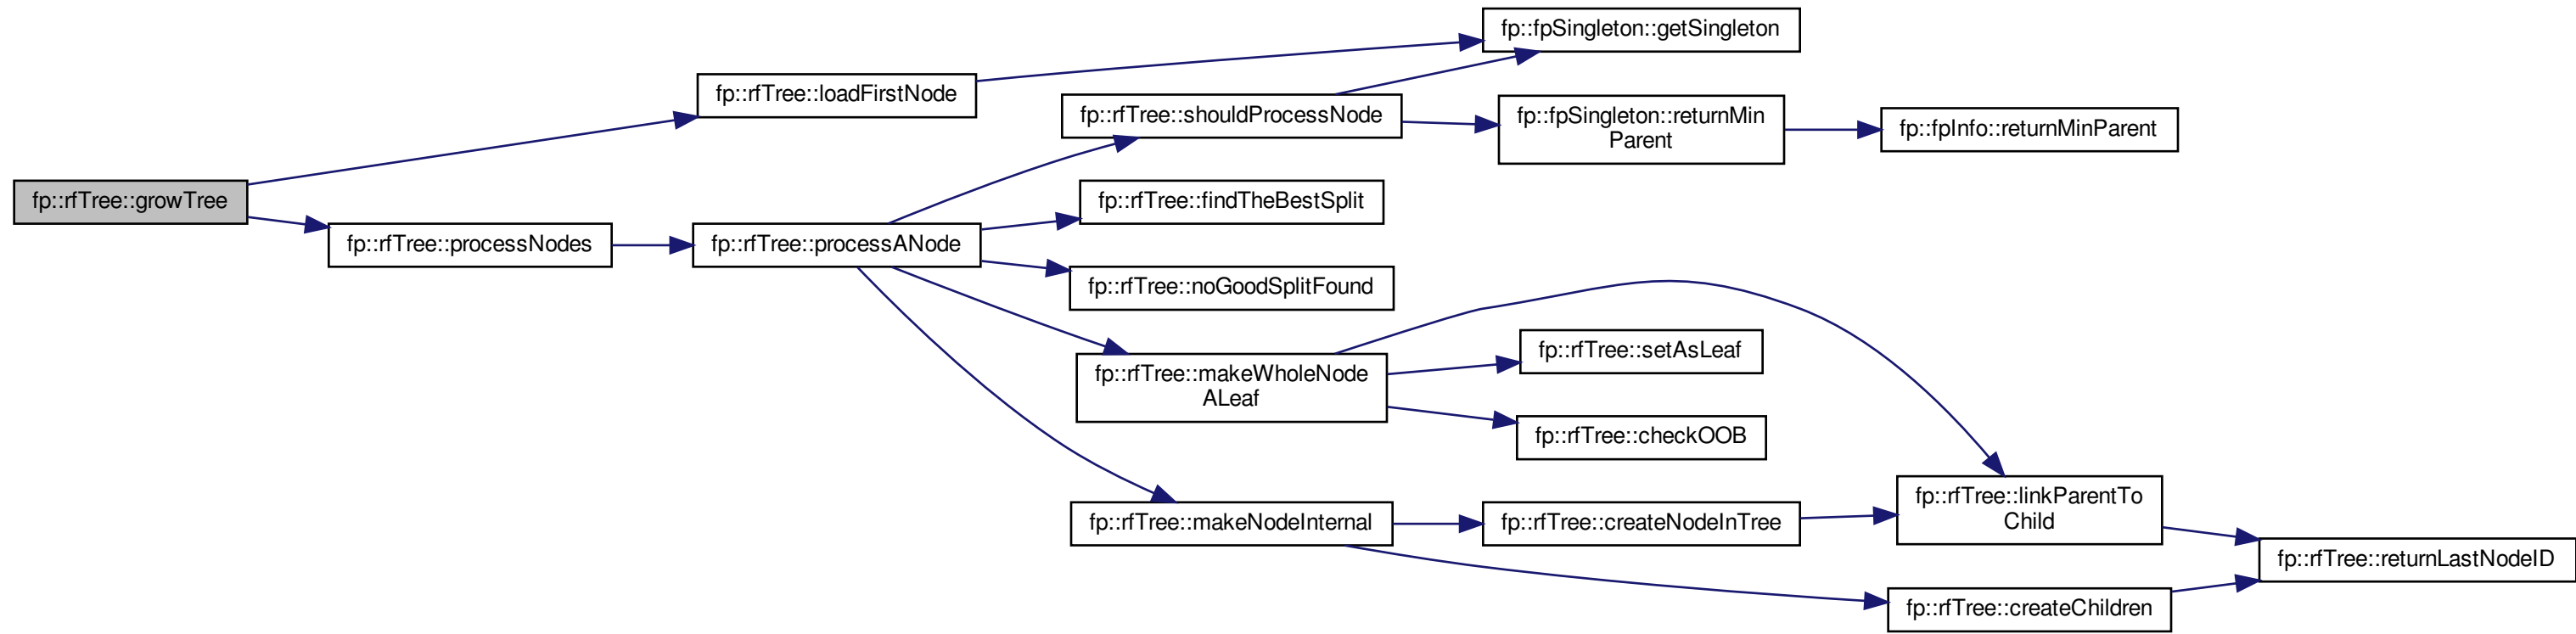 fp::fpSingleton::getSingleton
fp::rfTree::loadFirstNode
fp::rfTree::shouldProcessNode
fp::fpSingleton::returnMin
Parent
fp::fpInfo::returnMinParent
fp::rfTree::growTree
fp::rfTree::findTheBestSplit
fp::rfTree::processNodes
fp::rfTree::processANode
fp::rfTree::noGoodSplitFound
fp::rfTree::setAsLeaf
fp::rfTree::makeWholeNode
ALeaf
fp::rfTree::checkOOB
fp::rfTree::linkParentTo
Child
fp::rfTree::makeNodeInternal
fp::rfTree::createNodeInTree
fp::rfTree::returnLastNodeID
fp::rfTree::createChildren